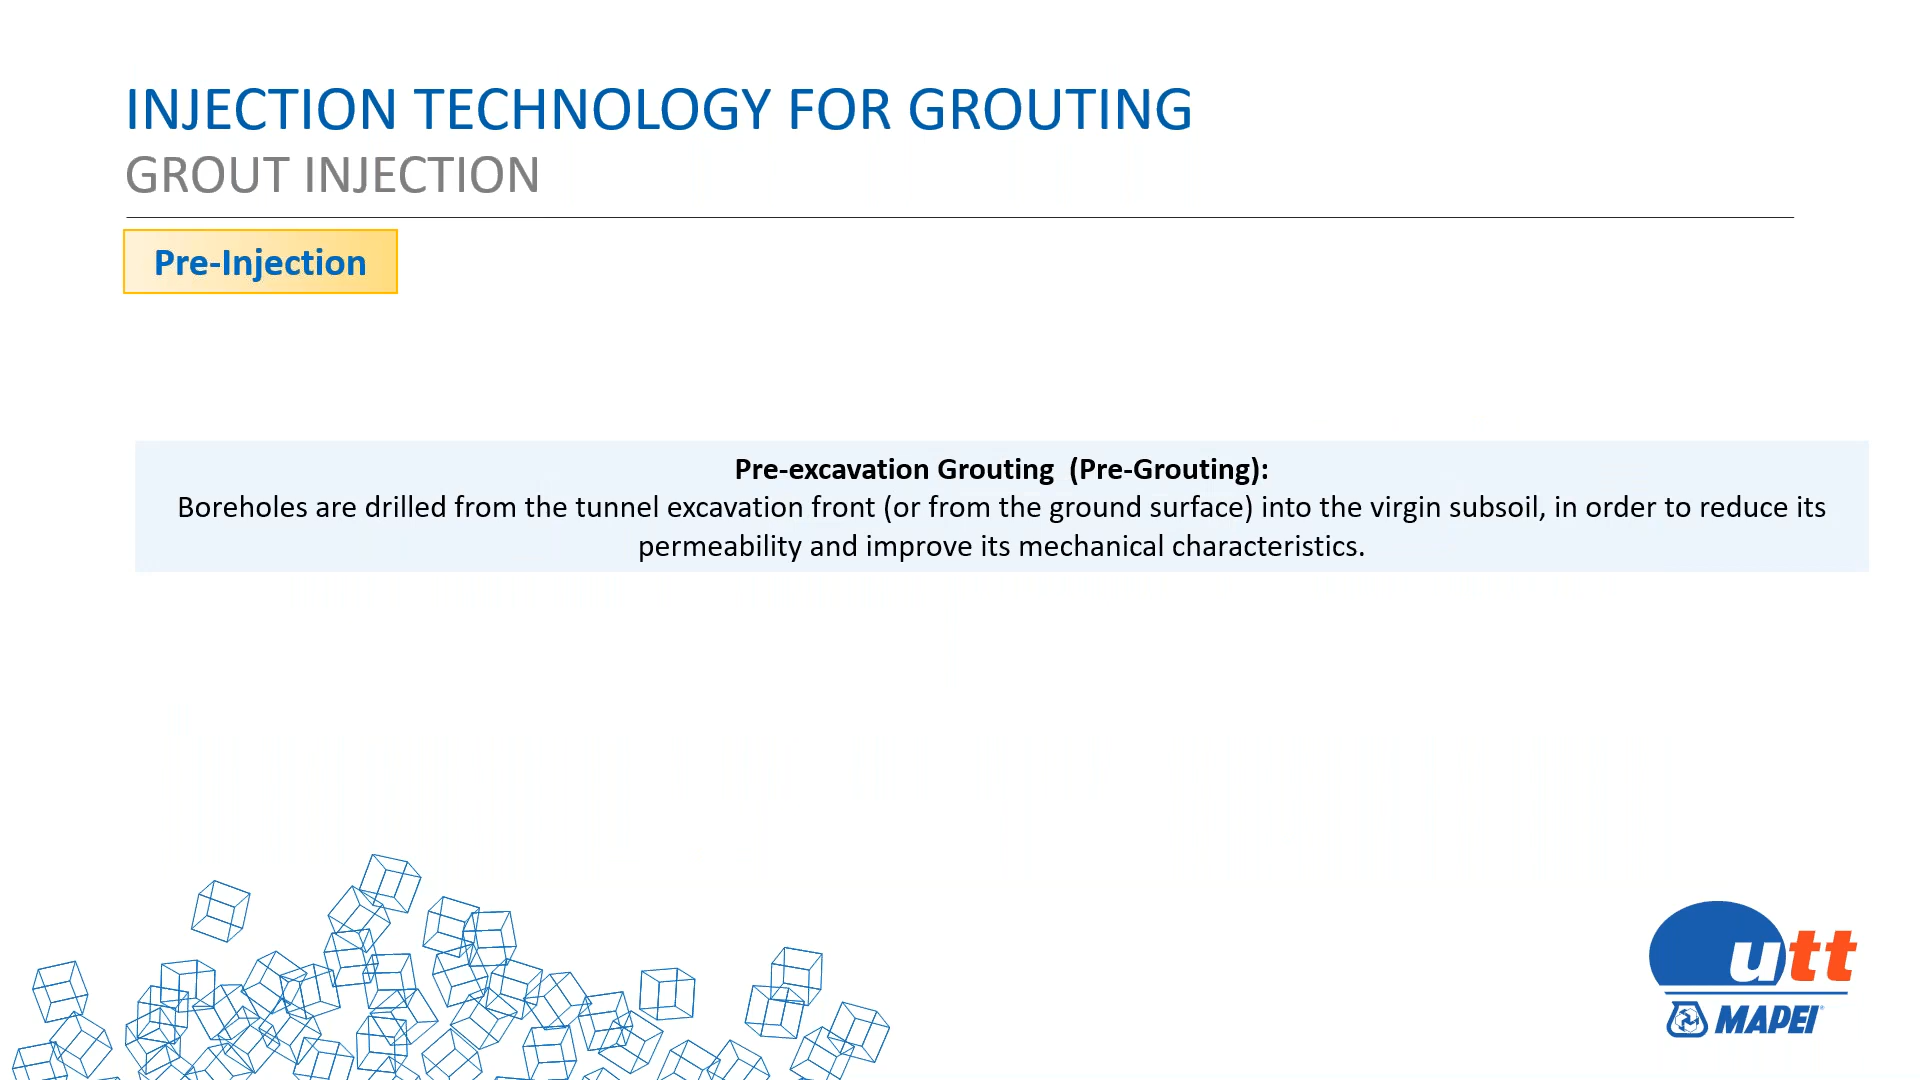 INJECTION TECHNOLOGY FOR GROUTING
GROUT INJECTION
Pre-Injection
Pre-excavation Grouting  (Pre-Grouting):
Boreholes are drilled from the tunnel excavation front (or from the ground surface) into the virgin subsoil, in order to reduce its
permeability and improve its mechanical characteristics.
utt
MAPEI®